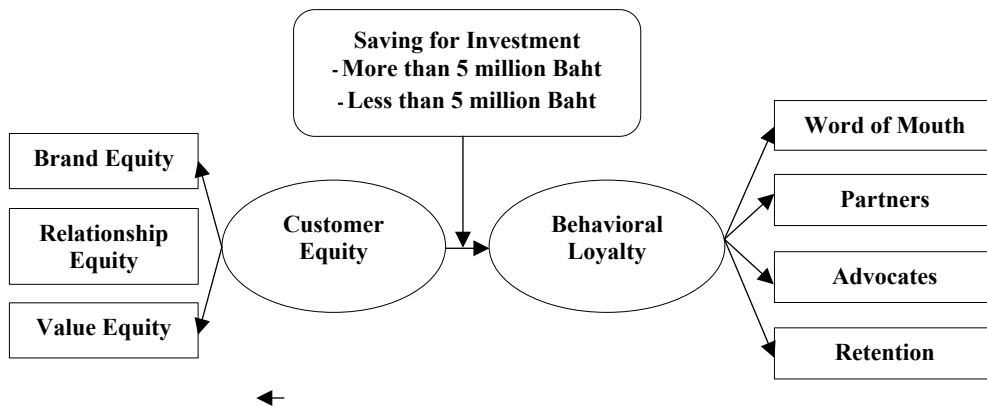 Saving for Investment
- More than 5 million Baht
- Less than 5 million Baht
Brand Equity
Relationship
Equity
Value Equity
Customer
Equity
Behavioral
Loyalty
Word of Mouth
Partners
Advocates
Retention